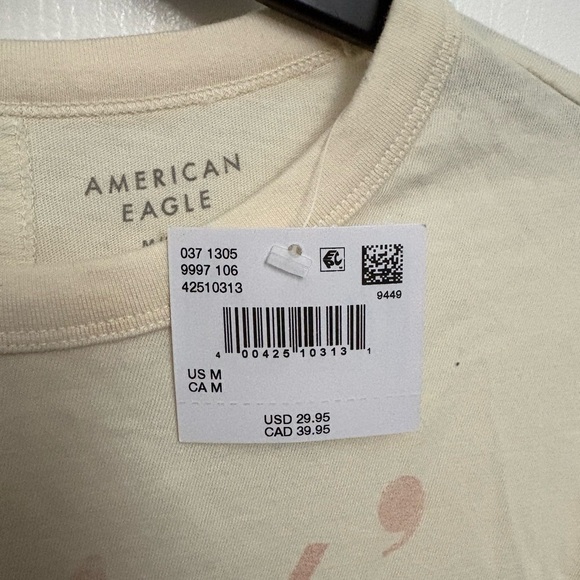 AMERICAN
EAGLE
M
037 1305
9997 106
42510313
9449
4 00425 10313 1
US M
CA M
USD 29.95
CAD 39.95